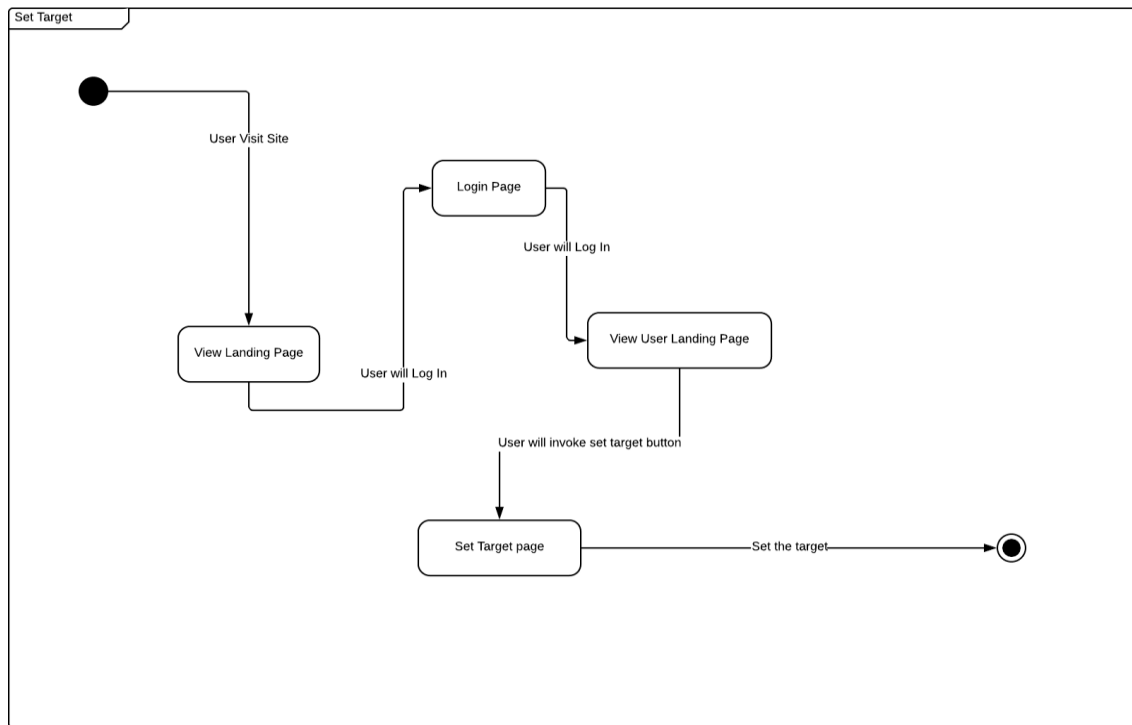 Set Target
User Visit Site
Login Page
User will Log In
View User Landing Page
View Landing Page
User will Log In
User will invoke set target button
Set Target page
Set the target